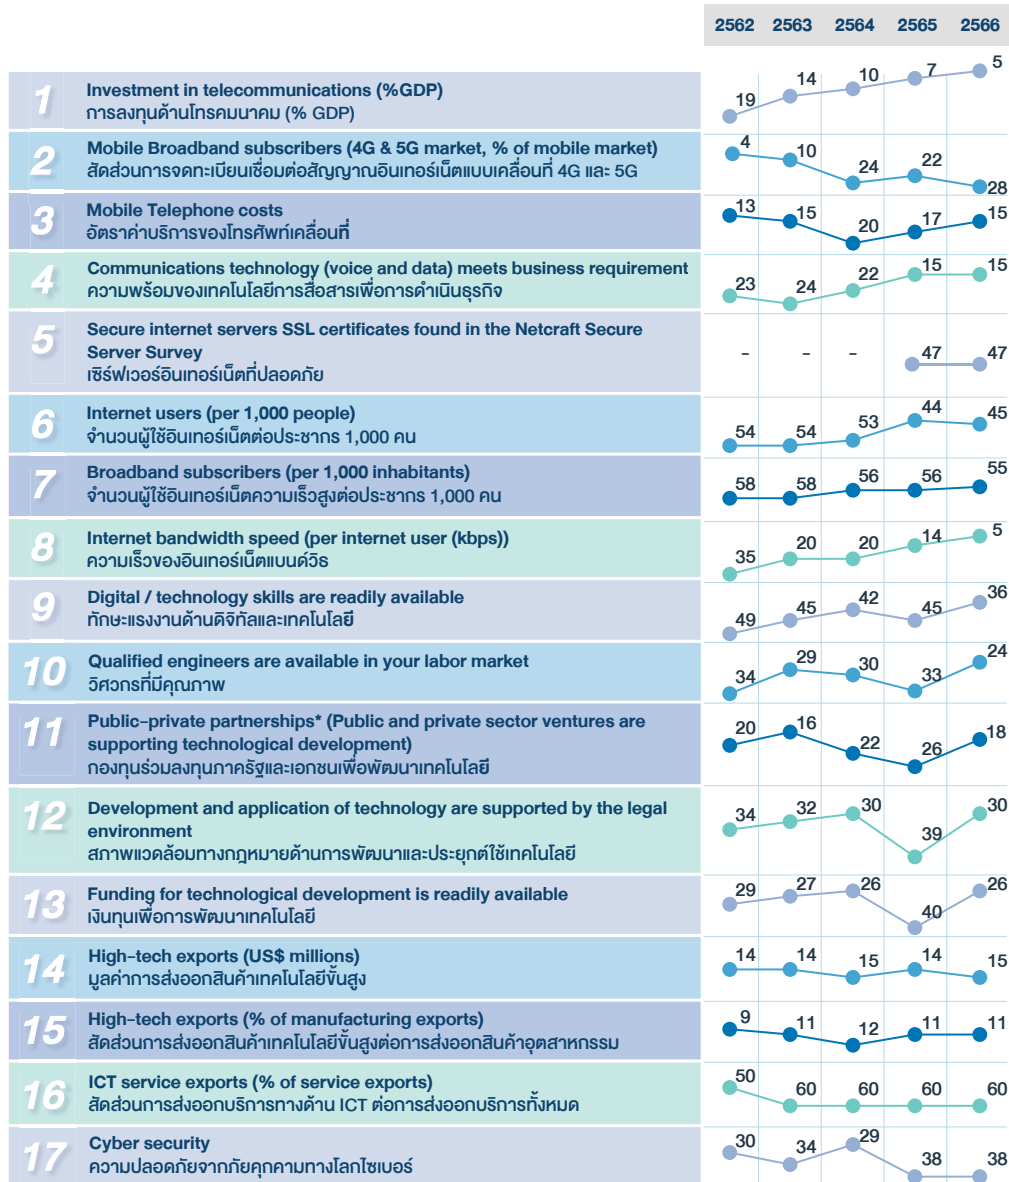 2562 2563 2564 2565 2566
1 Investment in telecommunications (%GDP)
การลงทุนด้านโทรคมนาคม (% GDP)
19 14 10 7 5
2 Mobile Broadband subscribers (4G & 5G market, % of mobile market)
สัดส่วนการจดทะเบียนเชื่อมต่อสัญญาณอินเทอร์เน็ตแบบเคลื่อนที่ 4G และ 5G
4 10 24 22 28
3 Mobile Telephone costs
อัตราค่าบริการของโทรศัพท์เคลื่อนที่
13 15 20 17 15
4 Communications technology (voice and data) meets business requirement
ความพร้อมของเทคโนโลยีการสื่อสารเพื่อการดำเนินธุรกิจ
23 24 22 15 15
5 Secure internet servers SSL certificates found in the Netcraft Secure
Server Survey
เซิร์ฟเวอร์อินเทอร์เน็ตที่ปลอดภัย
- - - 47 47
6 Internet users (per 1,000 people)
จำนวนผู้ใช้อินเทอร์เน็ตต่อประชากร 1,000 คน
54 54 53 44 45
7 Broadband subscribers (per 1,000 inhabitants)
จำนวนผู้ใช้อินเทอร์เน็ตความเร็วสูงต่อประชากร 1,000 คน
58 58 56 56 55
8 Internet bandwidth speed (per internet user (kbps))
ความเร็วของอินเทอร์เน็ตแบนด์วิธ
35 20 20 14 5
9 Digital / technology skills are readily available
ทักษะแรงงานด้านดิจิทัลและเทคโนโลยี
49 45 42 45 36
10 Qualified engineers are available in your labor market
วิศวกรที่มีคุณภาพ
34 29 30 33 24
11 Public-private partnerships* (Public and private sector ventures are
supporting technological development)
กองทุนร่วมลงทุนภาครัฐและเอกชนเพื่อพัฒนาเทคโนโลยี
20 16 22 26 18
12 Development and application of technology are supported by the legal
environment
สภาพแวดล้อมทางกฎหมายด้านการพัฒนาและประยุกต์ใช้เทคโนโลยี
34 32 30 39 30
13 Funding for technological development is readily available
เงินทุนเพื่อการพัฒนาเทคโนโลยี
29 27 26 40 26
14 High-tech exports (US$ millions)
มูลค่าการส่งออกสินค้าเทคโนโลยีขั้นสูง
14 14 15 14 15
15 High-tech exports (% of manufacturing exports)
สัดส่วนการส่งออกสินค้าเทคโนโลยีขั้นสูงต่อการส่งออกสินค้าอุตสาหกรรม
9 11 12 11 11
16 ICT service exports (% of service exports)
สัดส่วนการส่งออกบริการทางด้าน ICT ต่อการส่งออกบริการทั้งหมด
50 60 60 60 60
17 Cyber security
ความปลอดภัยจากภัยคุกคามทางโลกไซเบอร์
30 34 29 38 38